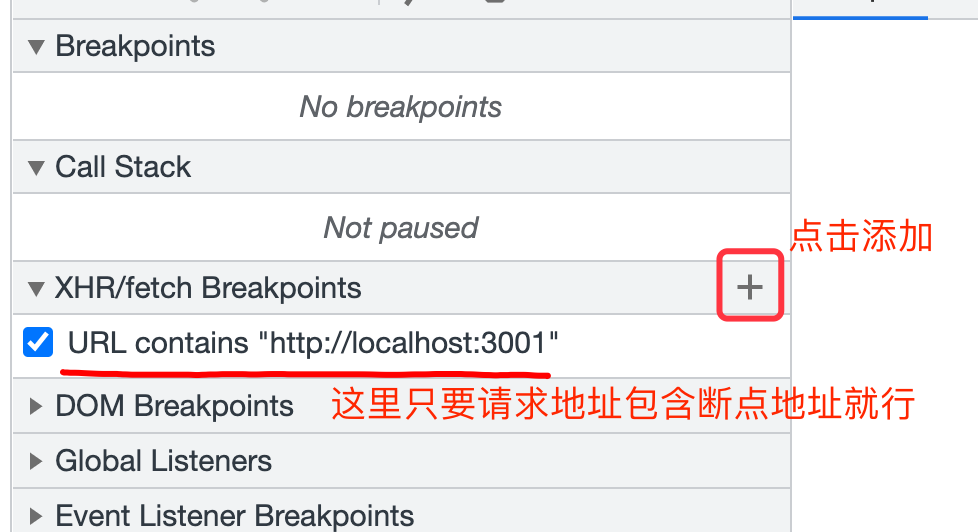 Breakpoints
No breakpoints
Call Stack
Not paused
点击添加
XHR/fetch Breakpoints
URL contains "http://localhost:3001"
DOM Breakpoints
这里只要请求地址包含断点地址就行
Global Listeners
Event Listener Breakpoints